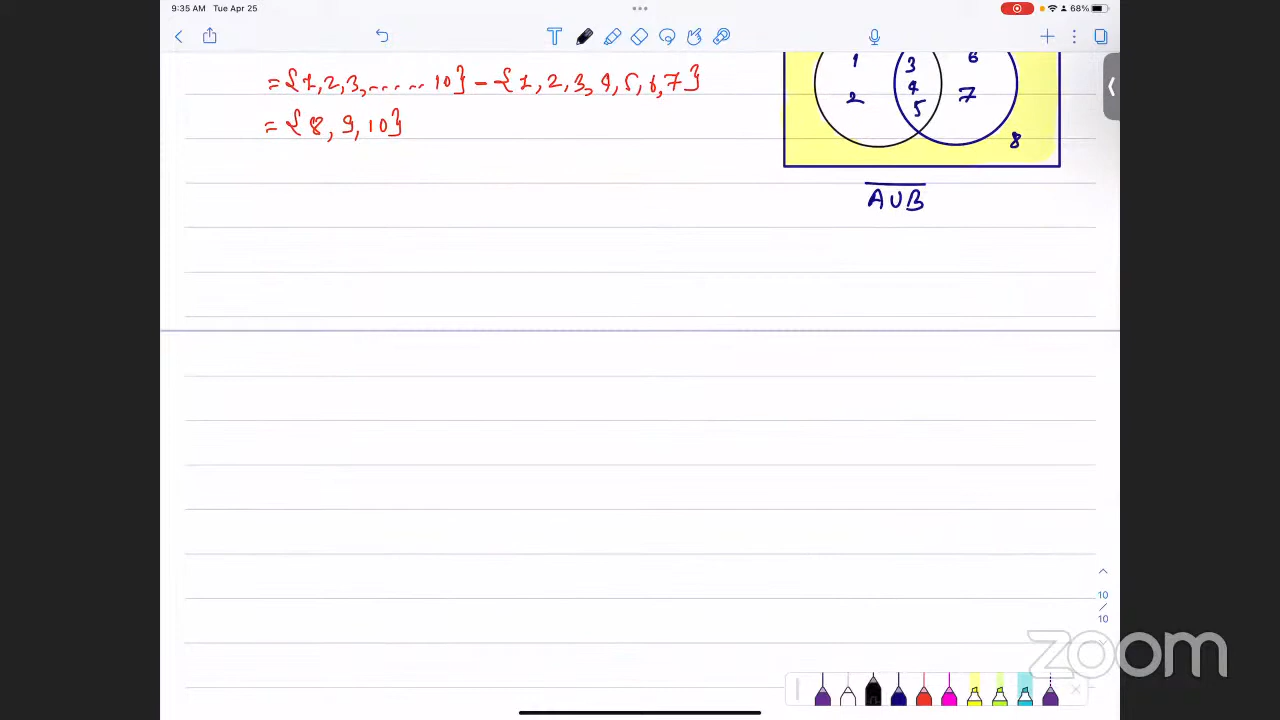 9:35 AM Tue Apr 25
68%
= {1, 2, 3, ...... 10} - {1, 2, 3, 4, 5, 6, 7}
= {8, 9, 10}
1 3 6
2 4 7
5
8
A∪B
10
/
10
zoom